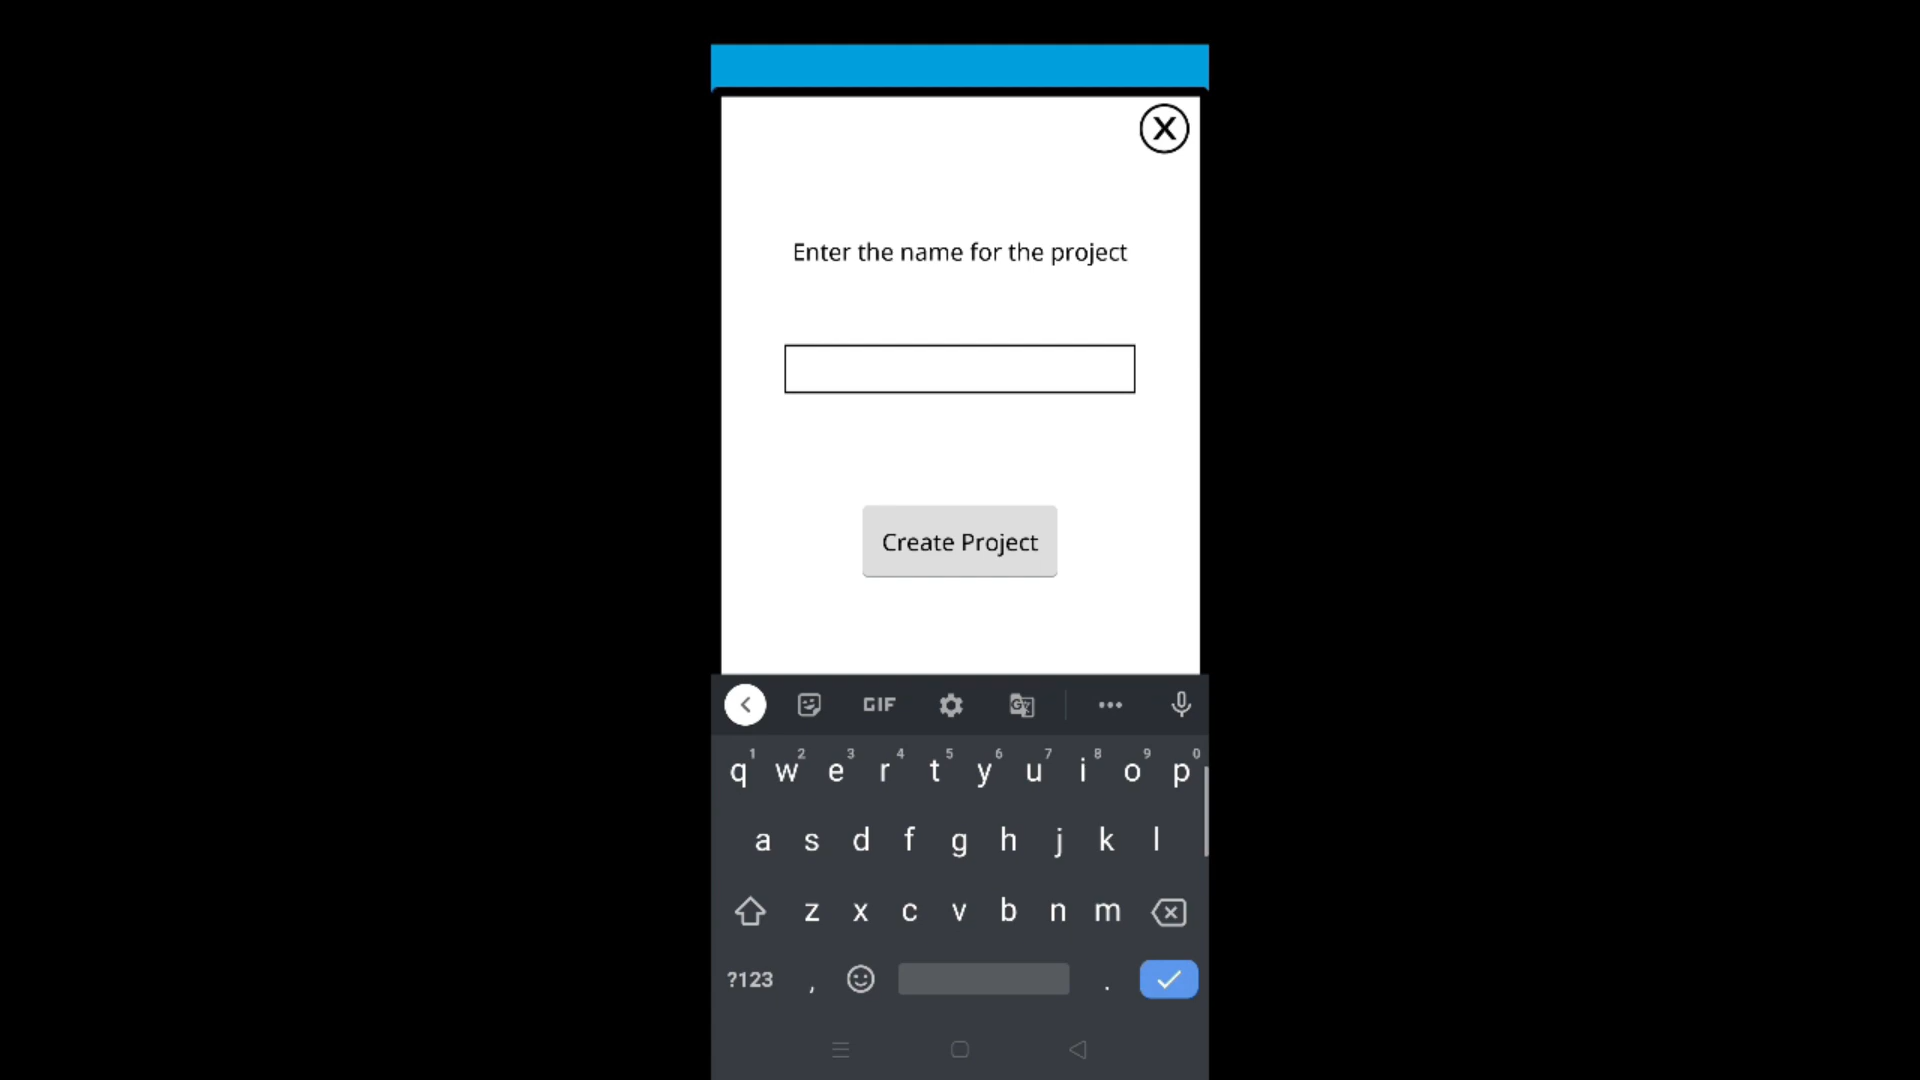 X
Enter the name for the project
Create Project
GIF
1 2 3 4 5 6 7 8 9 0
q w e r t y u i o p
a s d f g h j k l
z x c v b n m
?123 , .